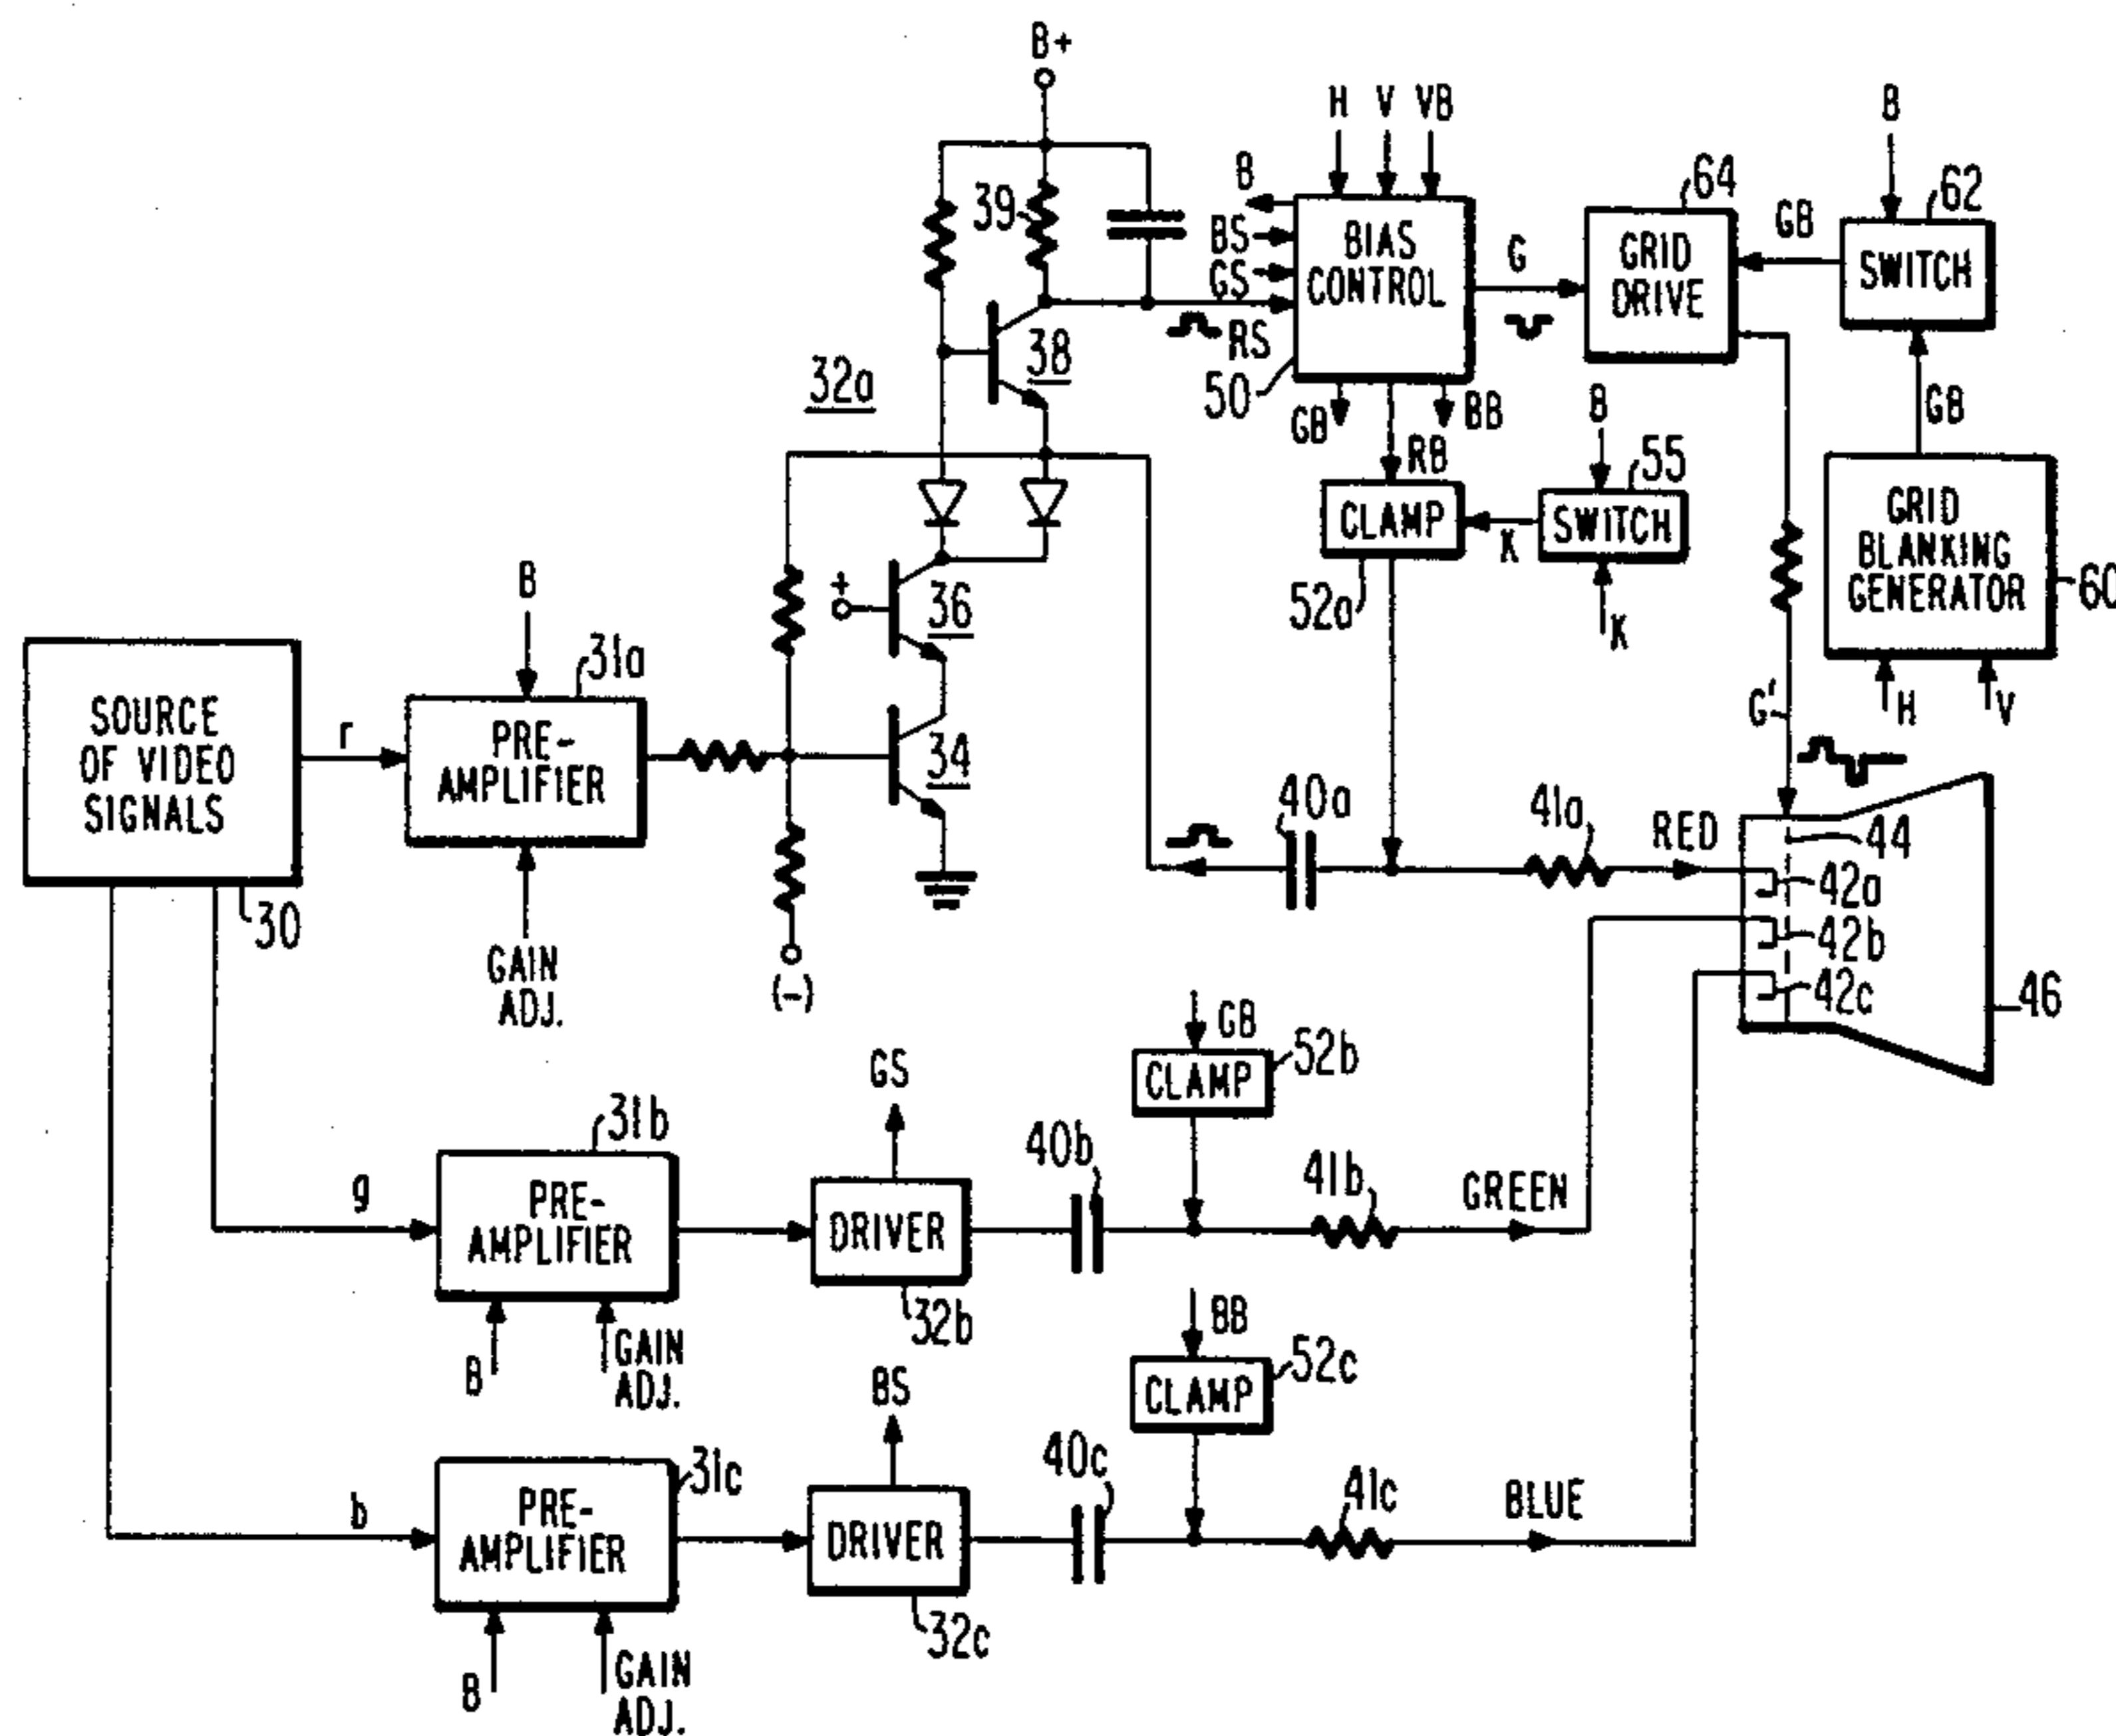 B+
H V VB
B
B
BS
GS
RS
BIAS
CONTROL
50
G
64
GRID
DRIVE
GB
62
SWITCH
39
38
32a
GB
RB
BB
B
55
CLAMP
K
SWITCH
52a
K
GB
GRID
BLANKING
GENERATOR
60
H
V
G'
+
36
34
B
31a
SOURCE
OF VIDEO
SIGNALS
30
r
PRE-
AMPLIFIER
GAIN
ADJ.
(-)
40a
41a
RED
44
42a
42b
42c
46
GB
CLAMP
52b
GS
31b
g
PRE-
AMPLIFIER
DRIVER
32b
40b
41b
GREEN
B
GAIN
ADJ.
BB
CLAMP
52c
BS
31c
b
PRE-
AMPLIFIER
DRIVER
32c
40c
41c
BLUE
B
GAIN
ADJ.